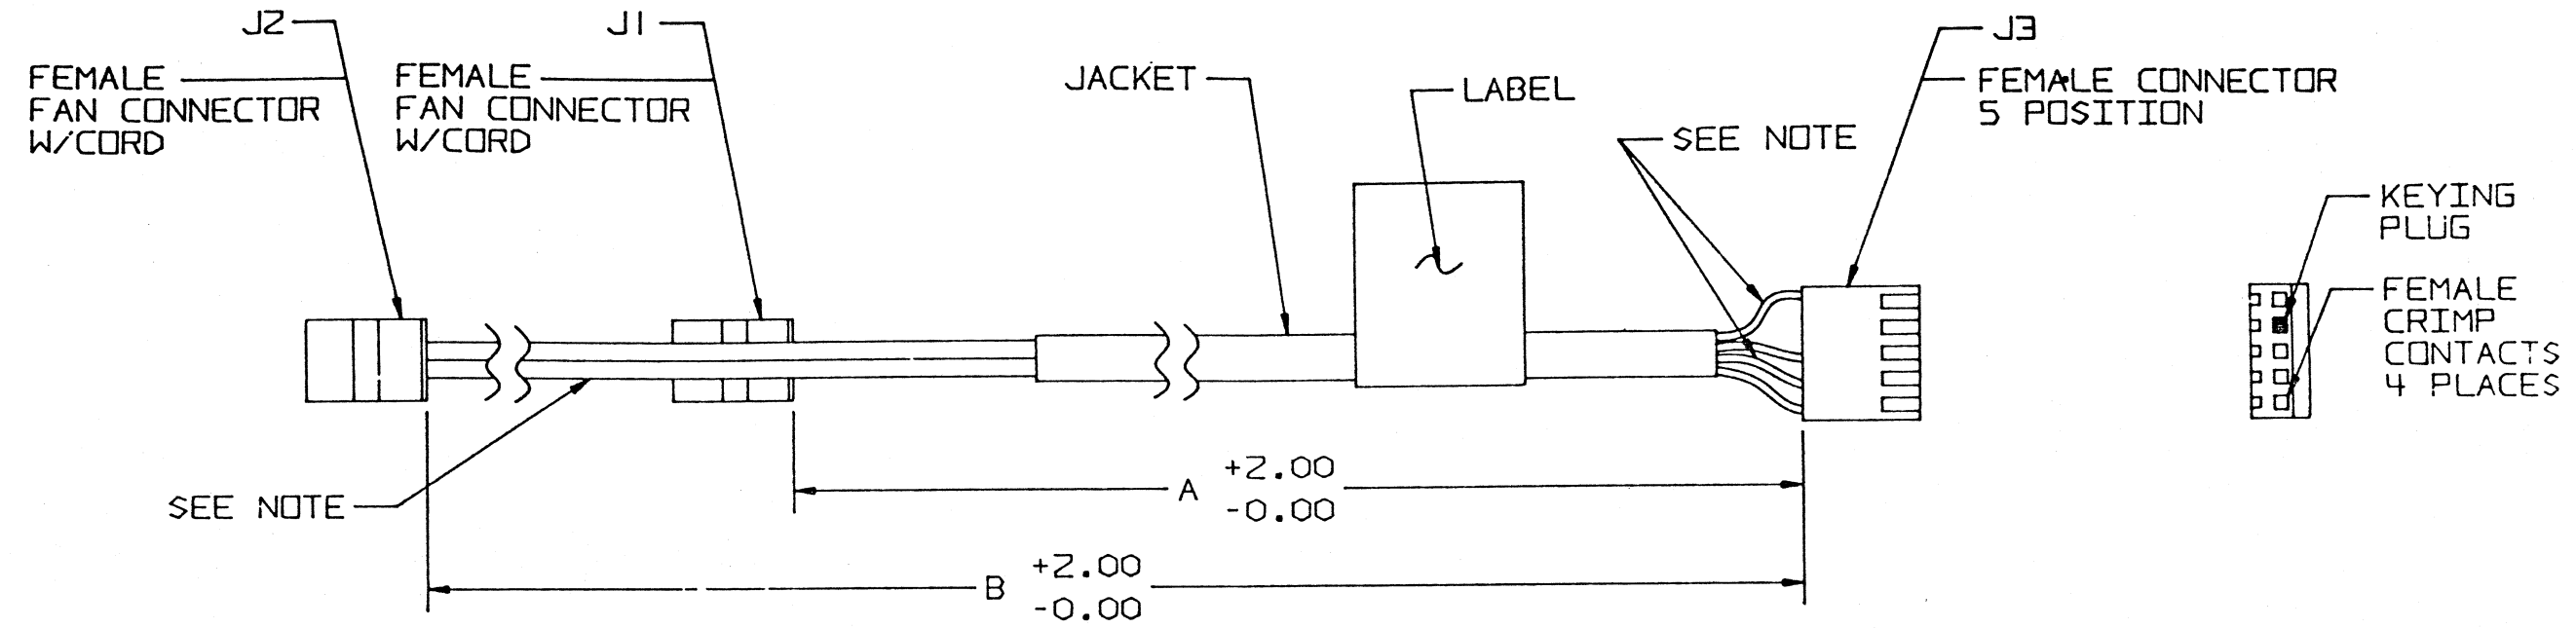 J2
FEMALE
FAN CONNECTOR
W/CORD
J1
FEMALE
FAN CONNECTOR
W/CORD
JACKET
LABEL
SEE NOTE
J3
FEMALE CONNECTOR
5 POSITION
KEYING
PLUG
FEMALE
CRIMP
CONTACTS
4 PLACES
SEE NOTE
A +2.00
-0.00
B +2.00
-0.00